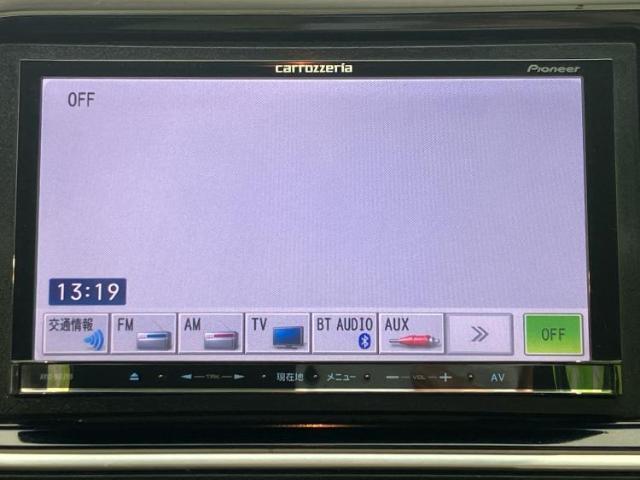 carrozzeria Pioneer
OFF
13:19
交通情報 FM AM TV BT AUDIO AUX OFF
TRK 現在地 メニュー VOL AV